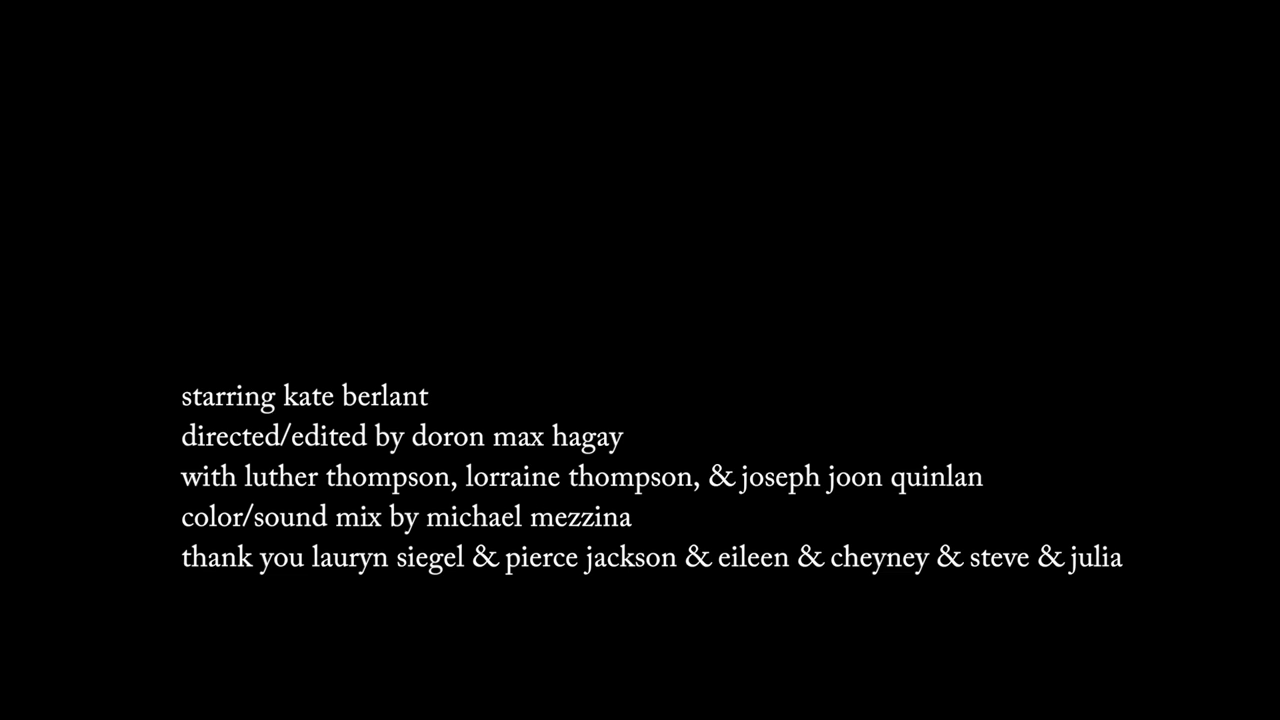 starring kate berlant
directed/edited by doron max hagay
with luther thompson, lorraine thompson, & joseph joon quinlan
color/sound mix by michael mezzina
thank you lauryn siegel & pierce jackson & eileen & cheyney & steve & julia